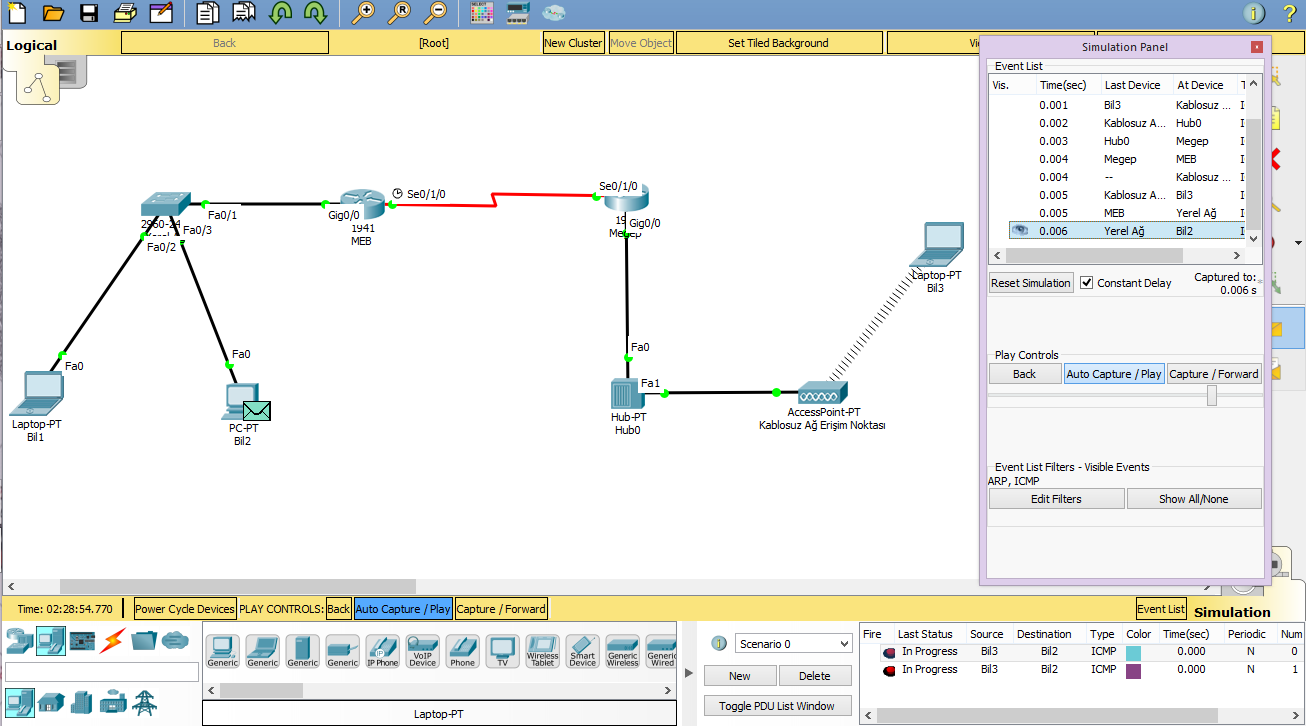 Logical
Back
[Root]
New Cluster
Move Object
Set Tiled Background
Simulation Panel
Event List
Vis. Time(sec) Last Device At Device
0.001 Bil3 Kablosuz ...
0.002 Kablosuz A... Hub0
0.003 Hub0 Megep
0.004 Megep MEB
0.004 -- Kablosuz ...
0.005 Kablosuz A... Bil3
0.005 MEB Yerel Ağ
0.006 Yerel Ağ Bil2
Reset Simulation
Constant Delay
Captured to:
0.006 s
Play Controls
Back
Auto Capture / Play
Capture / Forward
Event List Filters - Visible Events
ARP, ICMP
Edit Filters
Show All/None
Fa0/1
Fa0/3
Fa0/2
Gig0/0
1941
MEB
Se0/1/0
Se0/1/0
Gig0/0
Laptop-PT
Bil3
Fa0
Laptop-PT
Bil1
Fa0
PC-PT
Bil2
Fa0
Fa1
Hub-PT
Hub0
AccessPoint-PT
Kablosuz Ağ Erişim Noktası
Time: 02:28:54.770
Power Cycle Devices
PLAY CONTROLS:
Back
Auto Capture / Play
Capture / Forward
Event List
Simulation
Generic
Generic
Generic
Generic
IP Phone
VoIP
Device
Phone
TV
Wireless
Tablet
Smart
Device
Generic
Wireless
Generic
Wired
Laptop-PT
Scenario 0
New
Delete
Toggle PDU List Window
Fire Last Status Source Destination Type Color Time(sec) Periodic Num
In Progress Bil3 Bil2 ICMP 0.000 N 0
In Progress Bil3 Bil2 ICMP 0.000 N 1